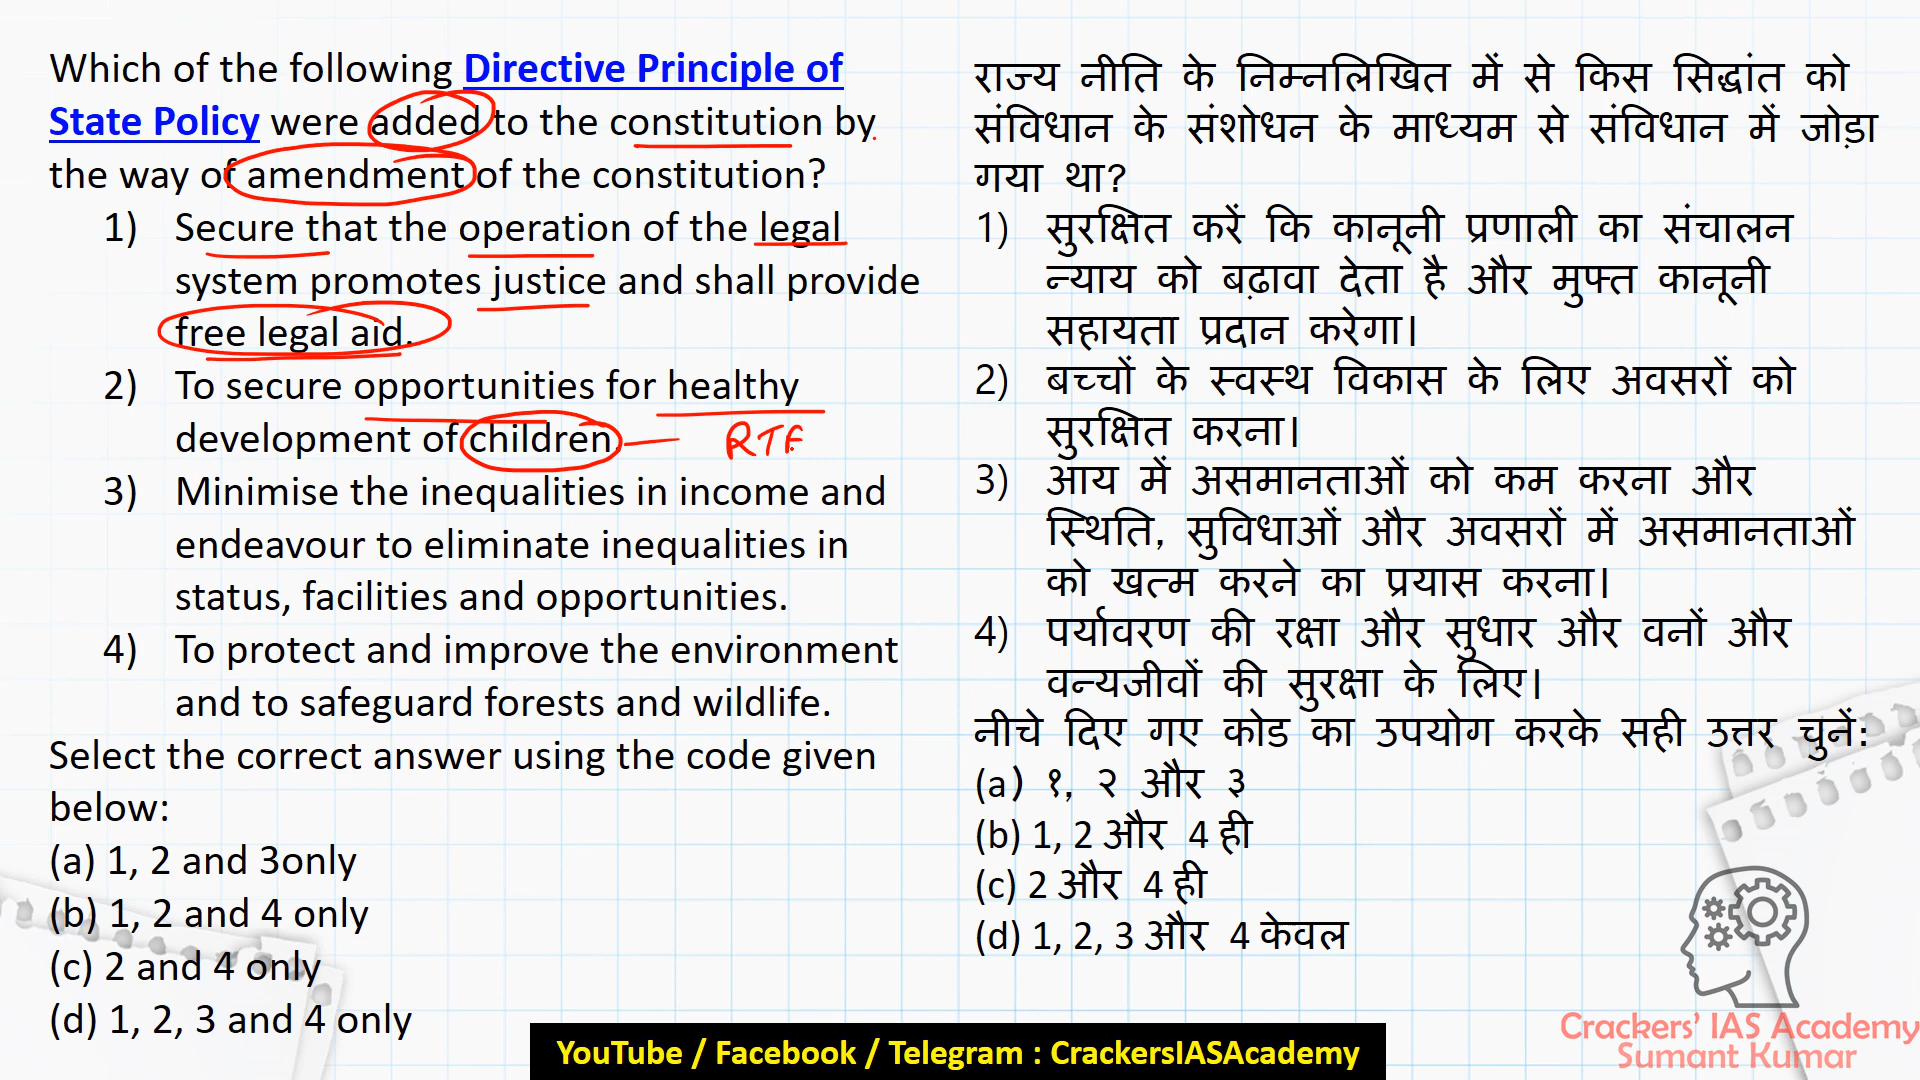 Which of the following Directive Principle of
State Policy were added to the constitution by
the way of amendment of the constitution?
1) Secure that the operation of the legal
system promotes justice and shall provide
free legal aid.
2) To secure opportunities for healthy
development of children.
RTE
3) Minimise the inequalities in income and
endeavour to eliminate inequalities in
status, facilities and opportunities.
4) To protect and improve the environment
and to safeguard forests and wildlife.
Select the correct answer using the code given
below:
(a) 1, 2 and 3only
(b) 1, 2 and 4 only
(c) 2 and 4 only
(d) 1, 2, 3 and 4 only
राज्य नीति के निम्नलिखित में से किस सिद्धांत को
संविधान के संशोधन के माध्यम से संविधान में जोड़ा
गया था?
1) सुरक्षित करें कि कानूनी प्रणाली का संचालन
न्याय को बढ़ावा देता है और मुफ्त कानूनी
सहायता प्रदान करेगा।
2) बच्चों के स्वस्थ विकास के लिए अवसरों को
सुरक्षित करना।
3) आय में असमानताओं को कम करना और
स्थिति, सुविधाओं और अवसरों में असमानताओं
को खत्म करने का प्रयास करना।
4) पर्यावरण की रक्षा और सुधार और वनों और
वन्यजीवों की सुरक्षा के लिए।
नीचे दिए गए कोड का उपयोग करके सही उत्तर चुनें:
(a) १, २ और ३
(b) 1, 2 और 4 ही
(c) 2 और 4 ही
(d) 1, 2, 3 और 4 केवल
Crackers' IAS Academy
Sumant Kumar
YouTube / Facebook / Telegram : CrackersIASAcademy